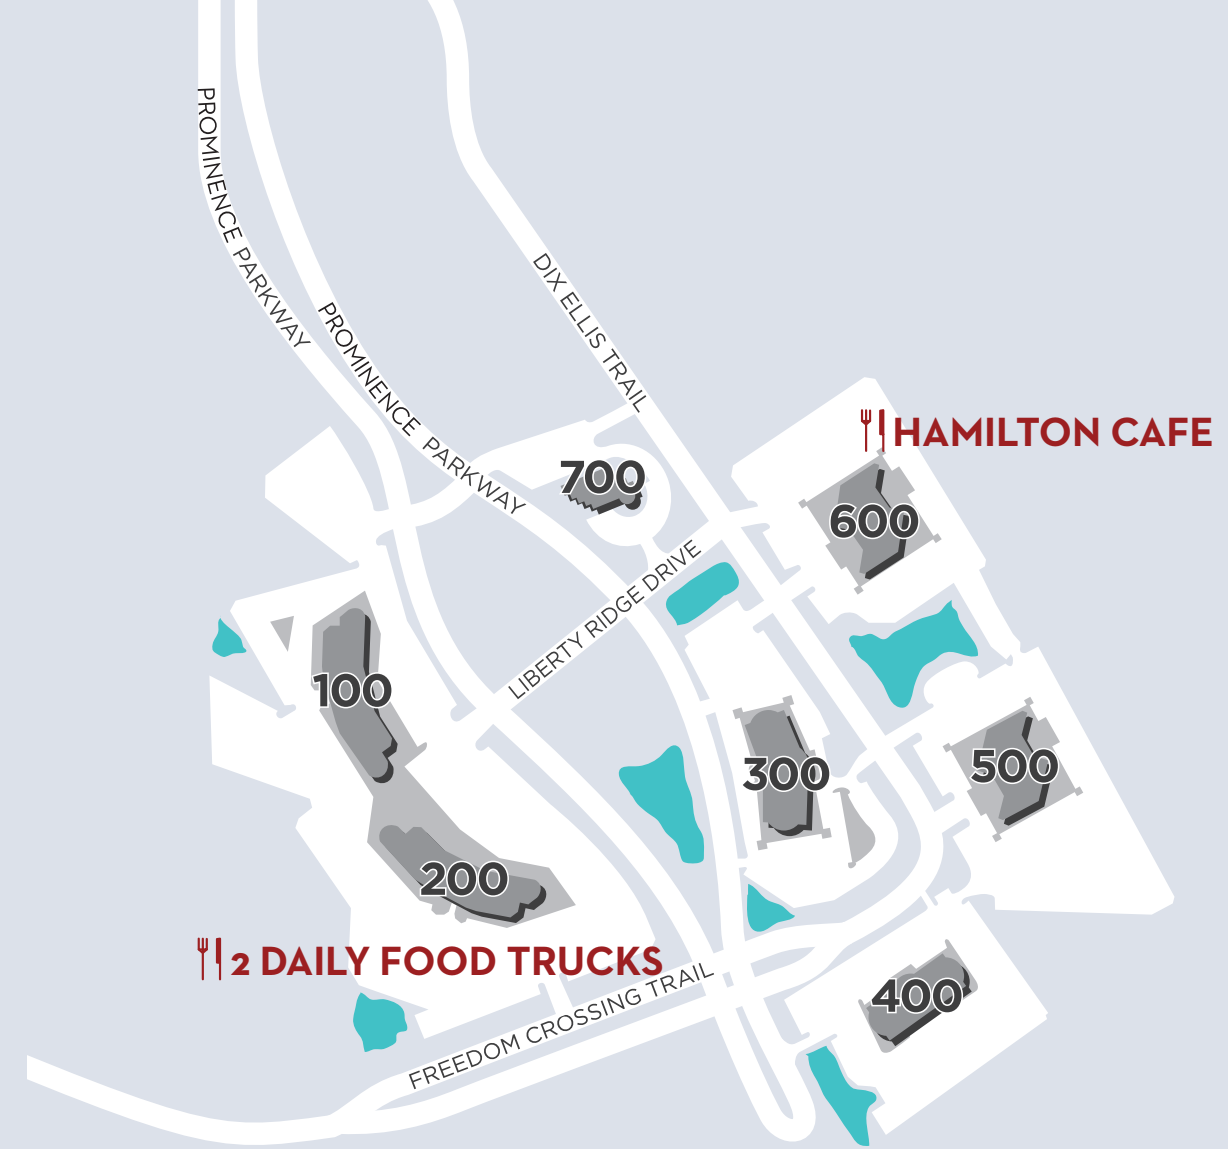 PROMINENCE PARKWAY
PROMINENCE PARKWAY
DIX ELLIS TRAIL
HAMILTON CAFE
700
600
LIBERTY RIDGE DRIVE
100
300
500
200
2 DAILY FOOD TRUCKS
FREEDOM CROSSING TRAIL
400